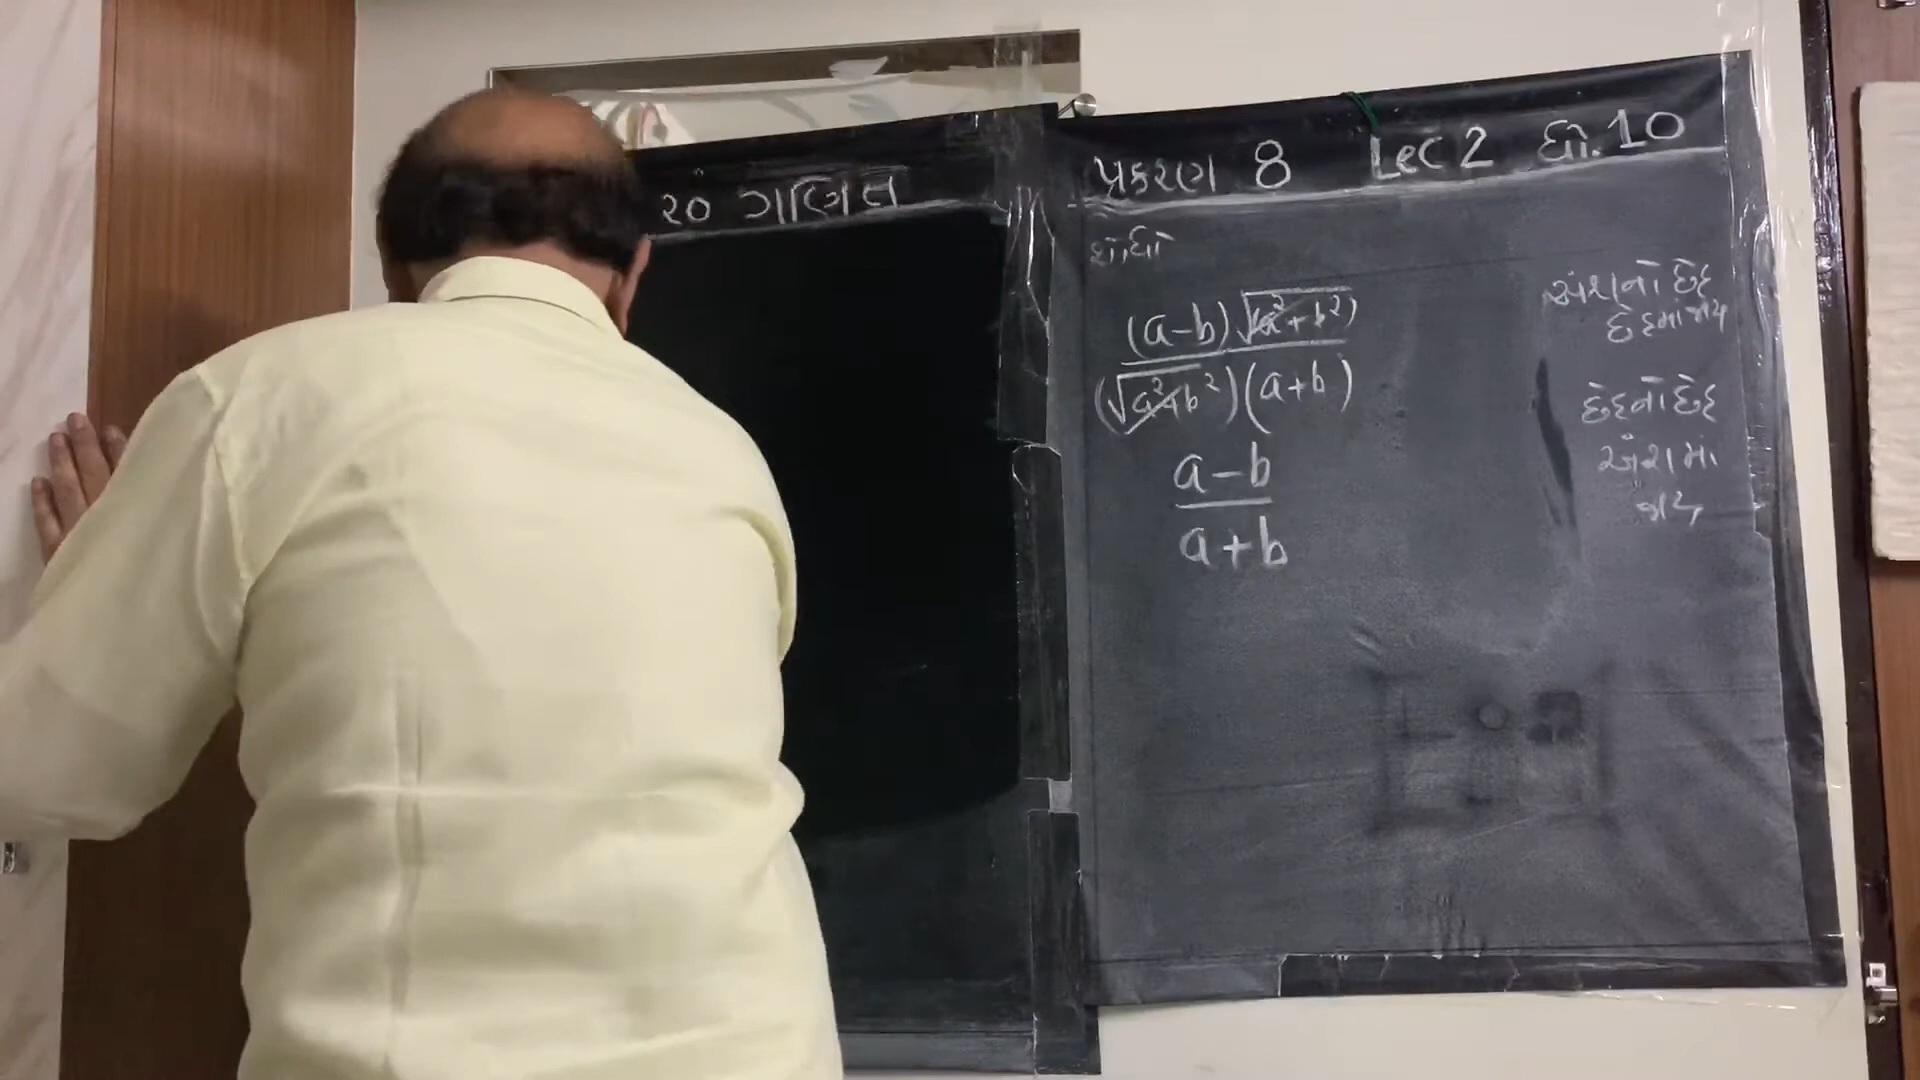 ૨૦ ગણિત
પ્રકરણ 8 Lec 2 ધો. 10
શોધો
(a-b) √(a²+b²)
(√a²+b²)(a+b)
a-b
a+b
અંશનો છેદ
છેદમાં જાય
છેદનો છેદ
અંશમાં
જાય